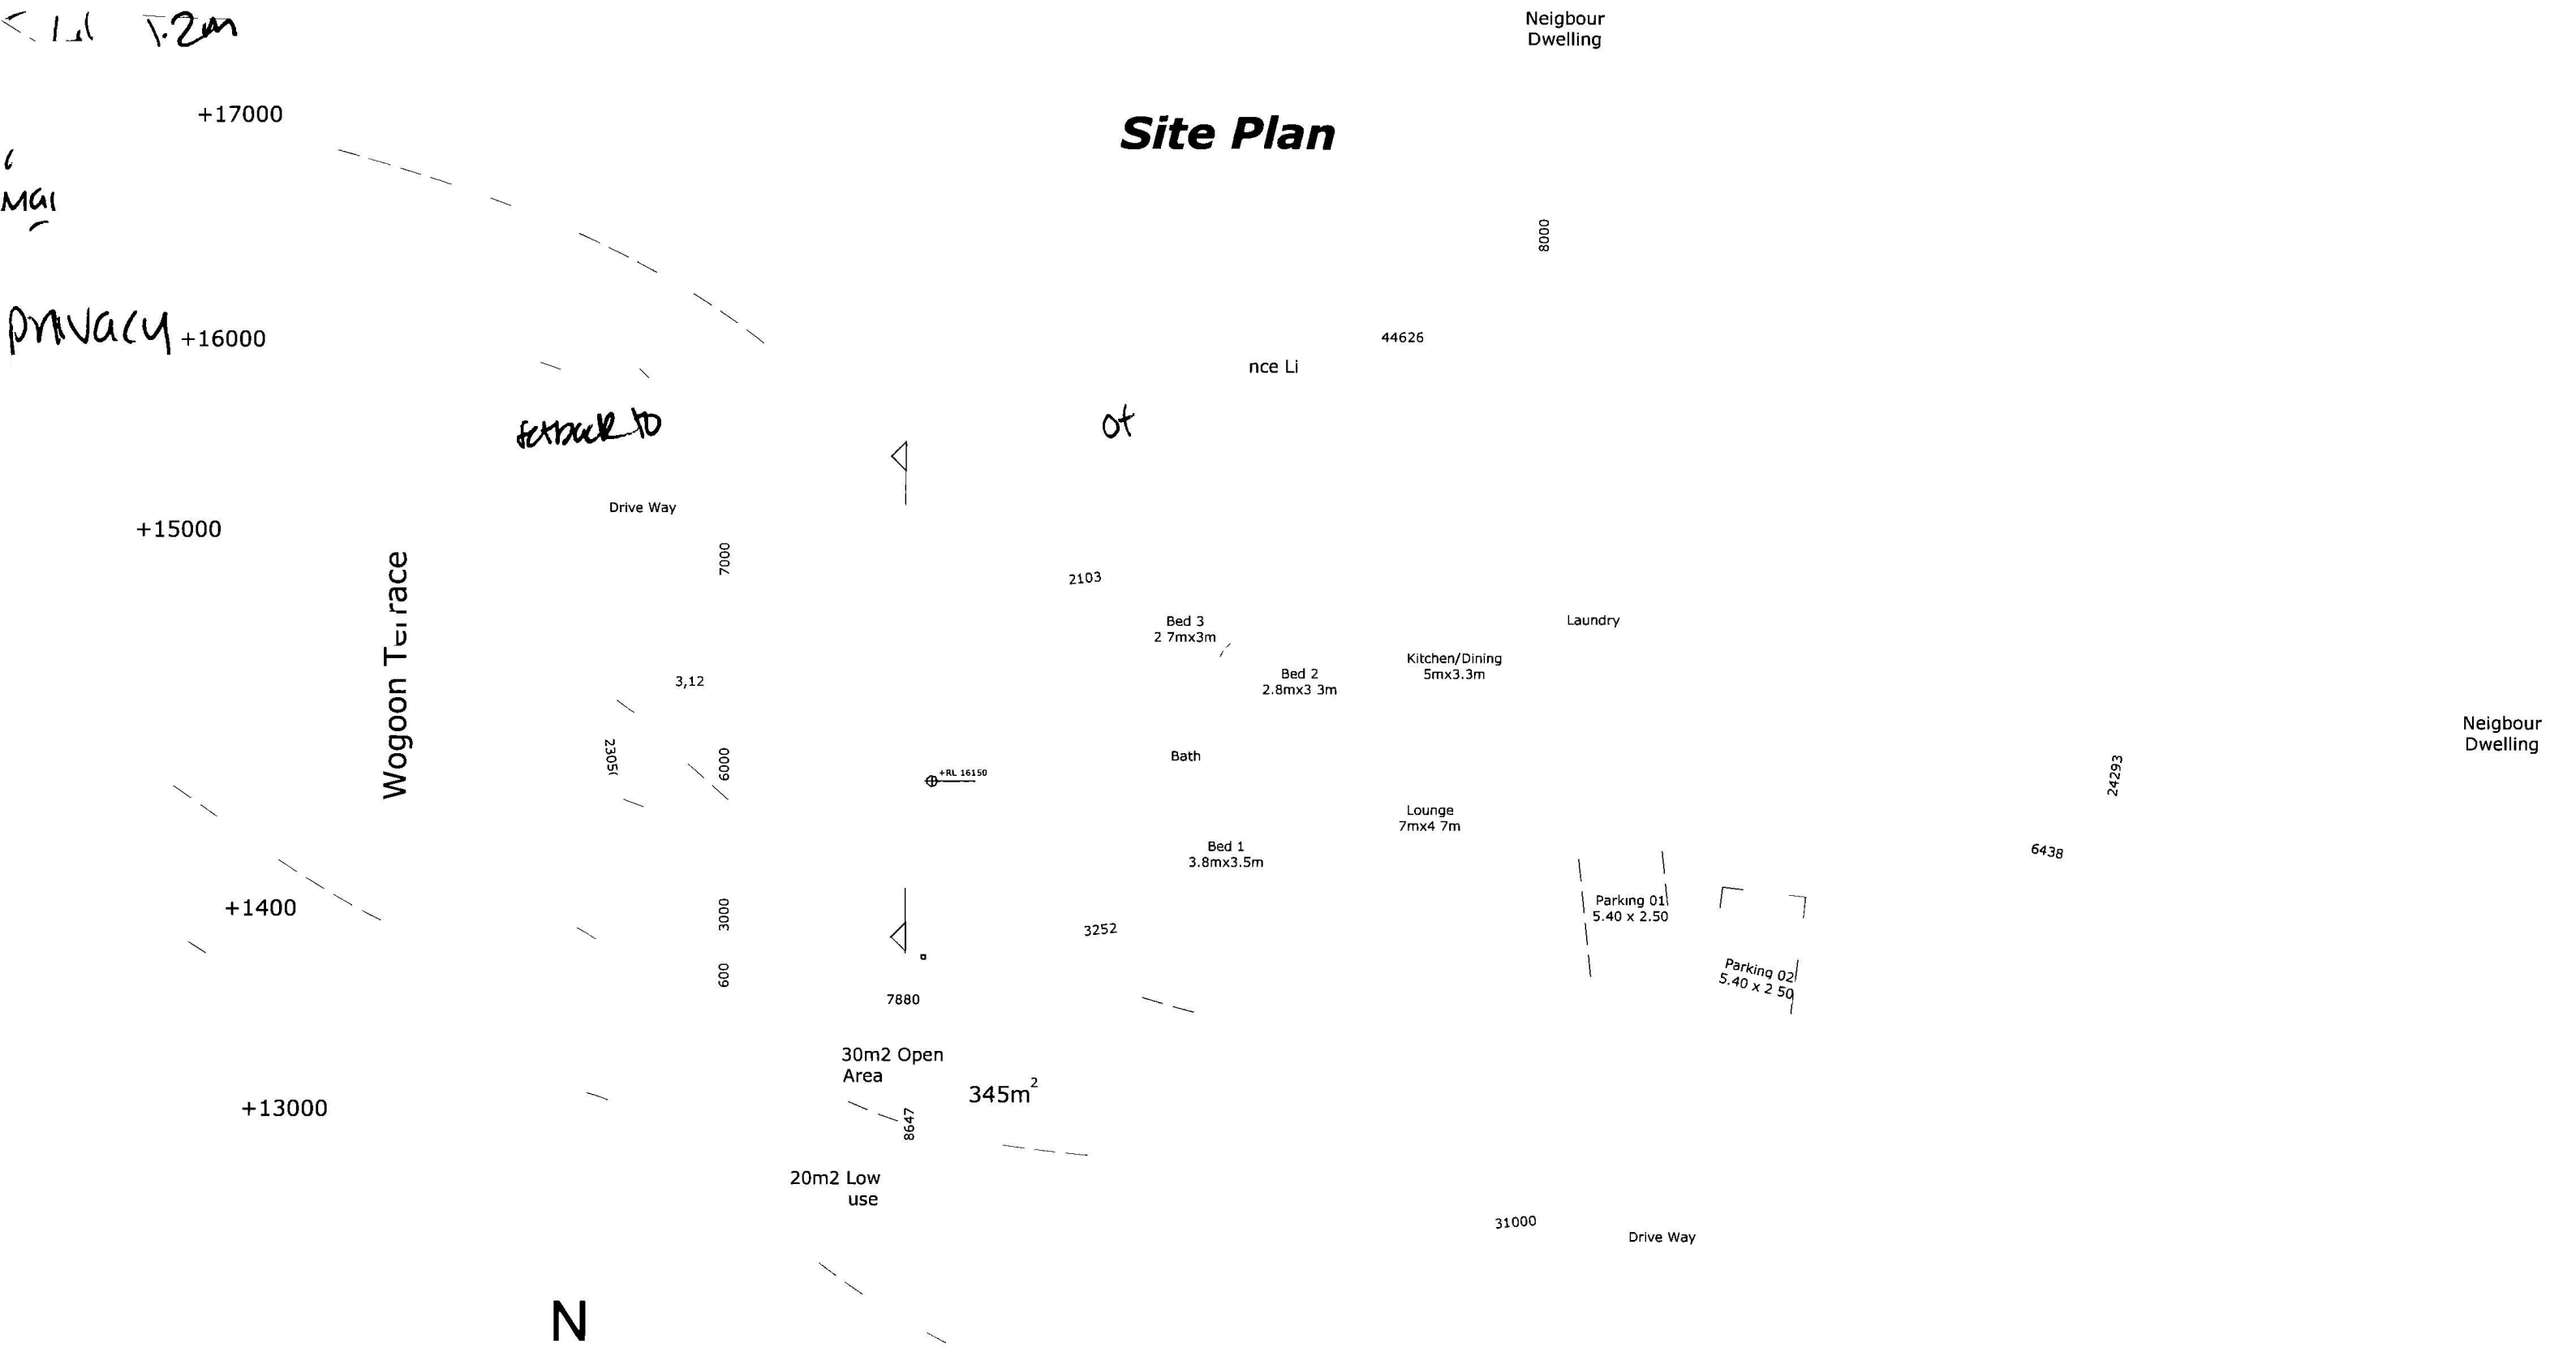 1.2m
Neigbour
Dwelling
+17000
Site Plan
8000
privacy
+16000
44626
nce Li
setback to
of
Drive Way
+15000
7000
Wogoon Terrace
2103
Bed 3
2 7mx3m
Laundry
Bed 2
2.8mx3 3m
Kitchen/Dining
5mx3.3m
3,12
Neigbour
Dwelling
2305
6000
+RL 16150
Bath
24293
Lounge
7mx4 7m
Bed 1
3.8mx3.5m
6438
+1400
3000
3252
Parking 01
5.40 x 2.50
600
Parking 02
5.40 x 2 50
7880
30m2 Open
Area
345m²
+13000
8647
20m2 Low
use
31000
Drive Way
N